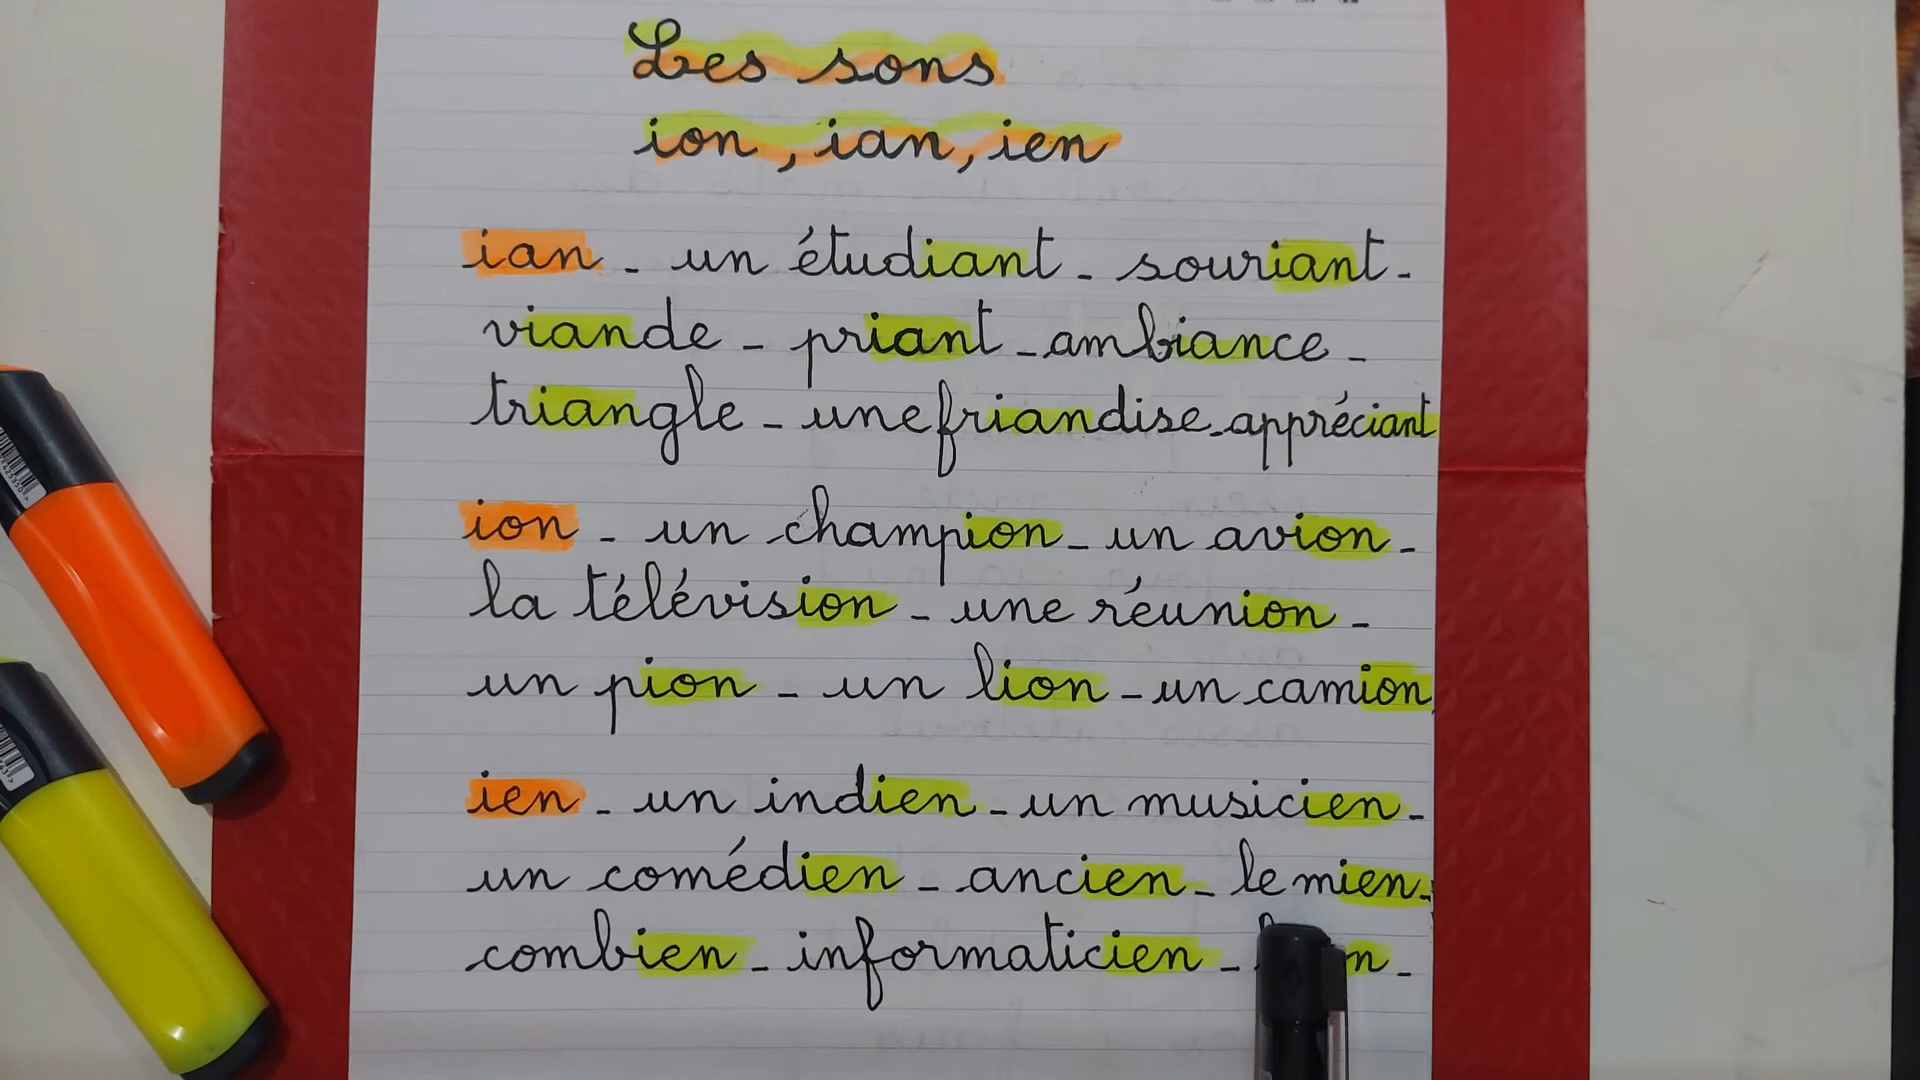 Les sons
ion, ian, ien
ian - un étudiant - souriant -
viande - priant - ambiance -
triangle - une friandise - appréciant
ion - un champion - un avion -
la télévision - une réunion -
un pion - un lion - un camion
ien - un indien - un musicien -
un comédien - ancien - le mien -
combien - informaticien -